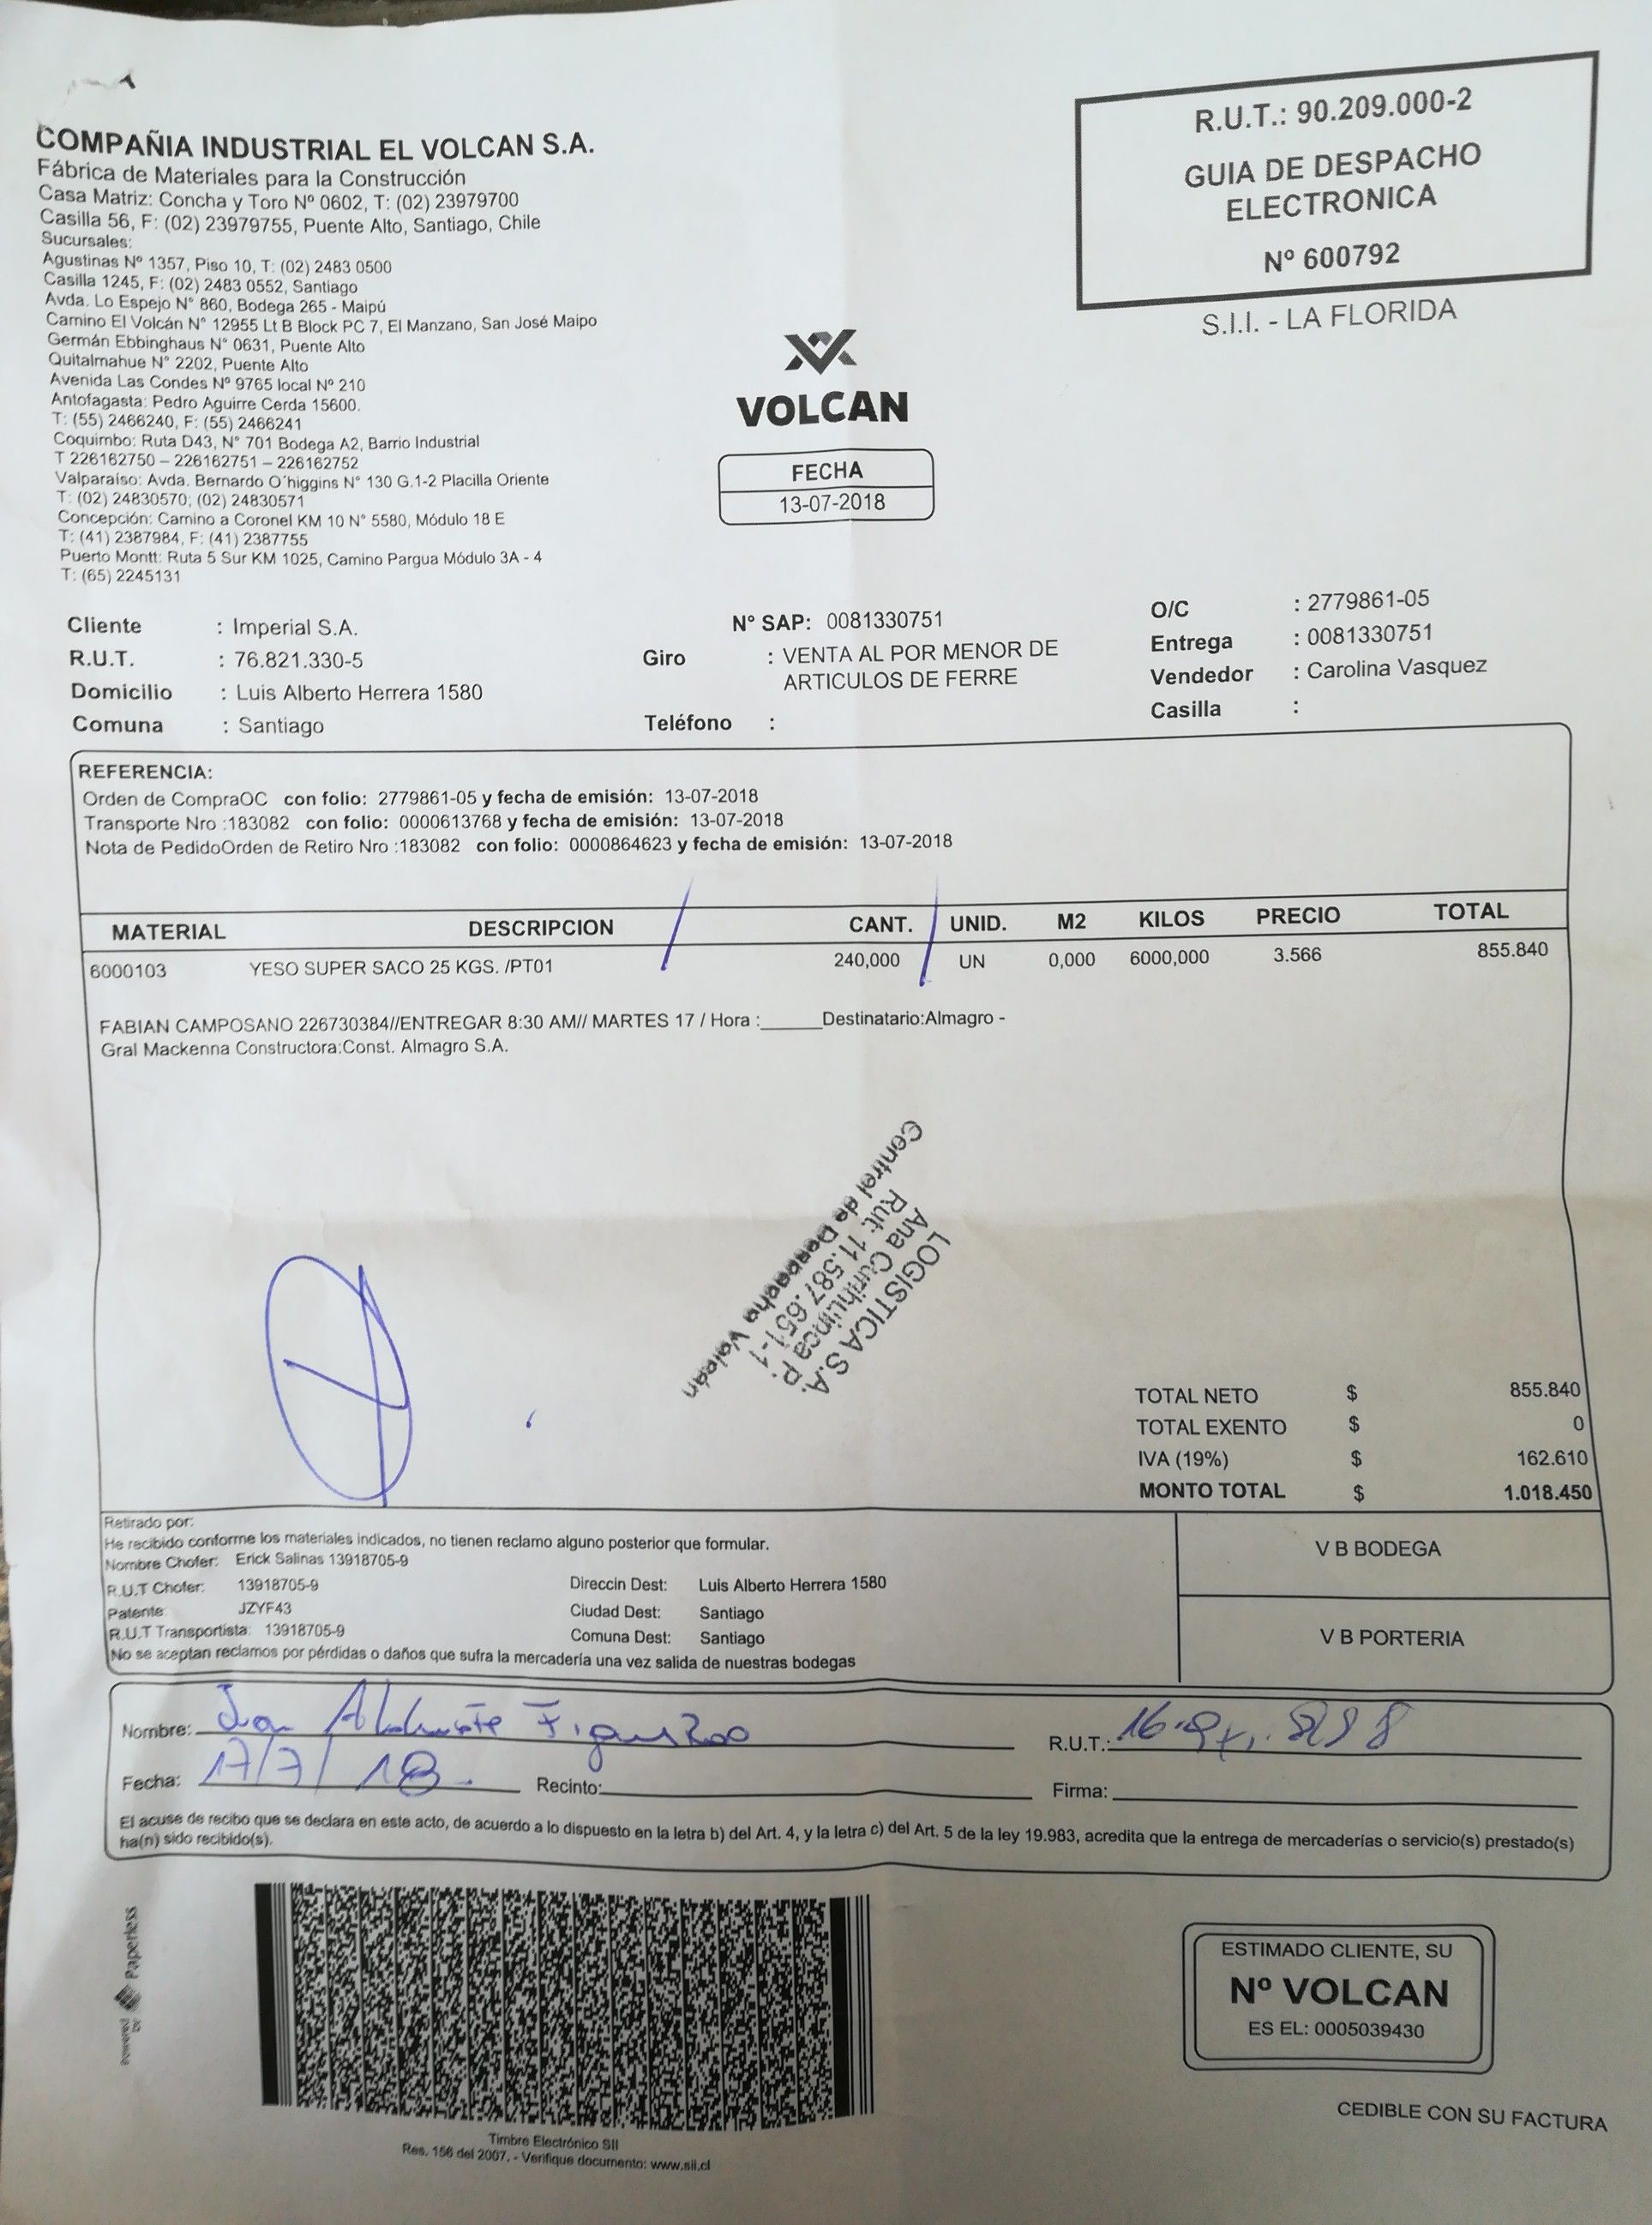 COMPAÑIA INDUSTRIAL EL VOLCAN S.A.
Fábrica de Materiales para la Construcción
Casa Matriz: Concha y Toro Nº 0602, T: (02) 23979700
Casilla 56, F: (02) 23979755, Puente Alto, Santiago, Chile
Sucursales:
Agustinas Nº 1357, Piso 10, T: (02) 2483 0500
Casilla 1245, F: (02) 2483 0552, Santiago
Avda. Lo Espejo N° 860, Bodega 265 - Maipú
Camino El Volcán N° 12955 Lt B Block PC 7, El Manzano, San José Maipo
Germán Ebbinghaus N° 0631, Puente Alto
Quitalmahue N° 2202, Puente Alto
Avenida Las Condes Nº 9765 local Nº 210
Antofagasta: Pedro Aguirre Cerda 15600.
T: (55) 2466240, F: (55) 2466241
Coquimbo: Ruta D43, N° 701 Bodega A2, Barrio Industrial
T 226162750 – 226162751 – 226162752
Valparaíso: Avda. Bernardo O´higgins N° 130 G.1-2 Placilla Oriente
T: (02) 24830570; (02) 24830571
Concepción: Camino a Coronel KM 10 N° 5580, Módulo 18 E
T: (41) 2387984, F: (41) 2387755
Puerto Montt: Ruta 5 Sur KM 1025, Camino Pargua Módulo 3A - 4
T: (65) 2245131
R.U.T.: 90.209.000-2
GUIA DE DESPACHO
ELECTRONICA
Nº 600792
S.I.I. - LA FLORIDA
VOLCAN
FECHA
13-07-2018
Cliente : Imperial S.A.
R.U.T. : 76.821.330-5
Domicilio : Luis Alberto Herrera 1580
Comuna : Santiago
N° SAP: 0081330751
Giro : VENTA AL POR MENOR DE
ARTICULOS DE FERRE
Teléfono :
O/C : 2779861-05
Entrega : 0081330751
Vendedor : Carolina Vasquez
Casilla :
REFERENCIA:
Orden de CompraOC con folio: 2779861-05 y fecha de emisión: 13-07-2018
Transporte Nro :183082 con folio: 0000613768 y fecha de emisión: 13-07-2018
Nota de PedidoOrden de Retiro Nro :183082 con folio: 0000864623 y fecha de emisión: 13-07-2018
MATERIAL DESCRIPCION CANT. UNID. M2 KILOS PRECIO TOTAL
6000103 YESO SUPER SACO 25 KGS. /PT01 240,000 UN 0,000 6000,000 3.566 855.840
FABIAN CAMPOSANO 226730384//ENTREGAR 8:30 AM// MARTES 17 / Hora :______Destinatario:Almagro -
Gral Mackenna Constructora:Const. Almagro S.A.
LOGISTICA S.A.
Ana Curihuinca P.
Rut: 11.587.651-1
Control de Despacho Volcán
TOTAL NETO $ 855.840
TOTAL EXENTO $ 0
IVA (19%) $ 162.610
MONTO TOTAL $ 1.018.450
Retirado por:
He recibido conforme los materiales indicados, no tienen reclamo alguno posterior que formular.
Nombre Chofer: Erick Salinas 13918705-9
R.U.T Chofer: 13918705-9
Patente: JZYF43
R.U.T Transportista: 13918705-9
Direccin Dest: Luis Alberto Herrera 1580
Ciudad Dest: Santiago
Comuna Dest: Santiago
No se aceptan reclamos por pérdidas o daños que sufra la mercadería una vez salida de nuestras bodegas
V B BODEGA
V B PORTERIA
Nombre:
R.U.T.:
Fecha: 17/7/18. Recinto:
Firma:
El acuse de recibo que se declara en este acto, de acuerdo a lo dispuesto en la letra b) del Art. 4, y la letra c) del Art. 5 de la ley 19.983, acredita que la entrega de mercaderías o servicio(s) prestado(s)
ha(n) sido recibido(s).
powered by Paperless
Timbre Electrónico SII
Res. 156 del 2007. - Verifique documento: www.sii.cl
ESTIMADO CLIENTE, SU
Nº VOLCAN
ES EL: 0005039430
CEDIBLE CON SU FACTURA